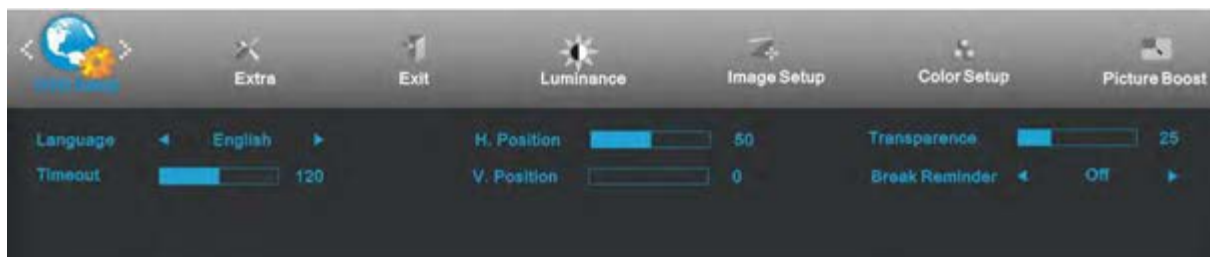 Extra Exit Luminance Image Setup Color Setup Picture Boost
Language English H. Position 50 Transparence 25
Timeout 120 V. Position 0 Break Reminder Off